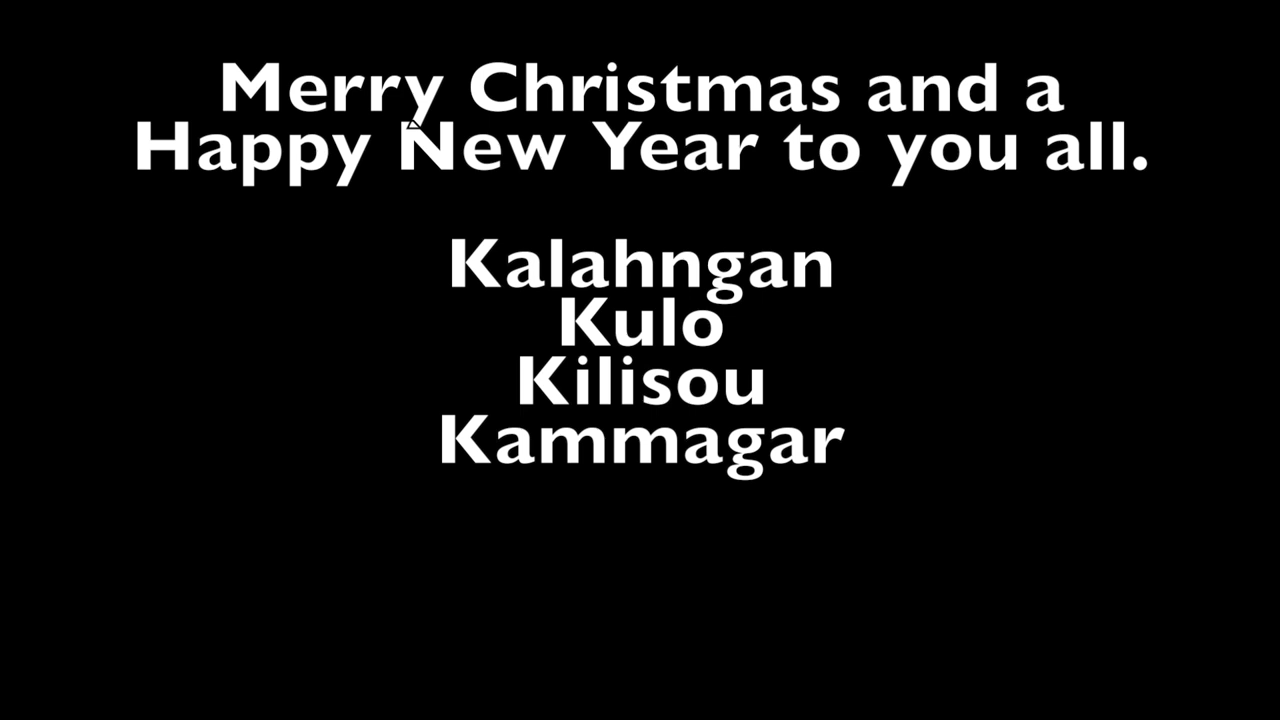 Merry Christmas and a
Happy New Year to you all.
Kalahngan
Kulo
Kilisou
Kammagar